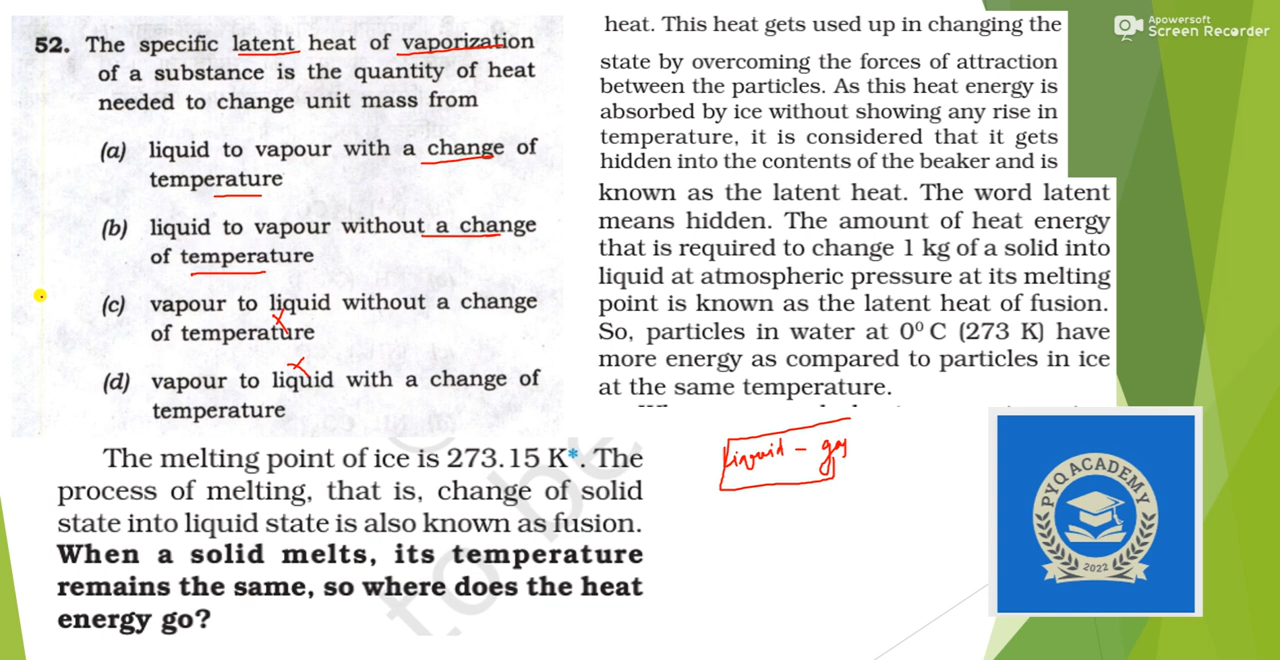 52. The specific latent heat of vaporization
of a substance is the quantity of heat
needed to change unit mass from
(a) liquid to vapour with a change of
temperature
(b) liquid to vapour without a change
of temperature
(c) vapour to liquid without a change
of temperature
(d) vapour to liquid with a change of
temperature
The melting point of ice is 273.15 K*. The
process of melting, that is, change of solid
state into liquid state is also known as fusion.
When a solid melts, its temperature
remains the same, so where does the heat
energy go?
to be
heat. This heat gets used up in changing the
state by overcoming the forces of attraction
between the particles. As this heat energy is
absorbed by ice without showing any rise in
temperature, it is considered that it gets
hidden into the contents of the beaker and is
known as the latent heat. The word latent
means hidden. The amount of heat energy
that is required to change 1 kg of a solid into
liquid at atmospheric pressure at its melting
point is known as the latent heat of fusion.
So, particles in water at 0⁰ C (273 K) have
more energy as compared to particles in ice
at the same temperature.
Liquid - gas
Apowersoft
Screen Recorder
PYQ ACADEMY
2022